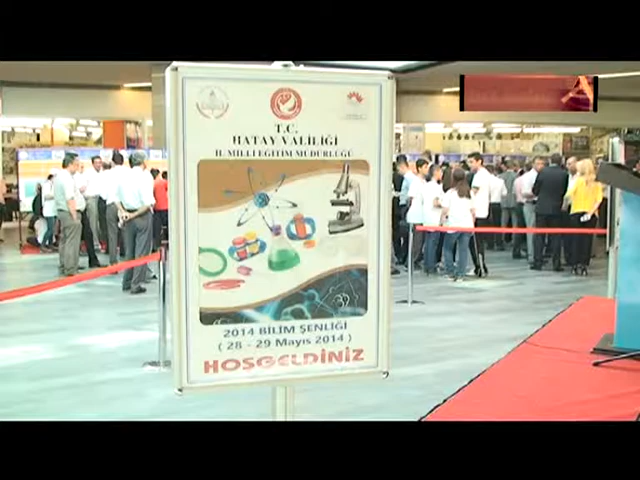 T.C.
HATAY VALİLİĞİ
İL MİLLİ EĞİTİM MÜDÜRLÜĞÜ
2014 BİLİM ŞENLİĞİ
( 28 - 29 Mayıs 2014 )
HOŞGELDİNİZ